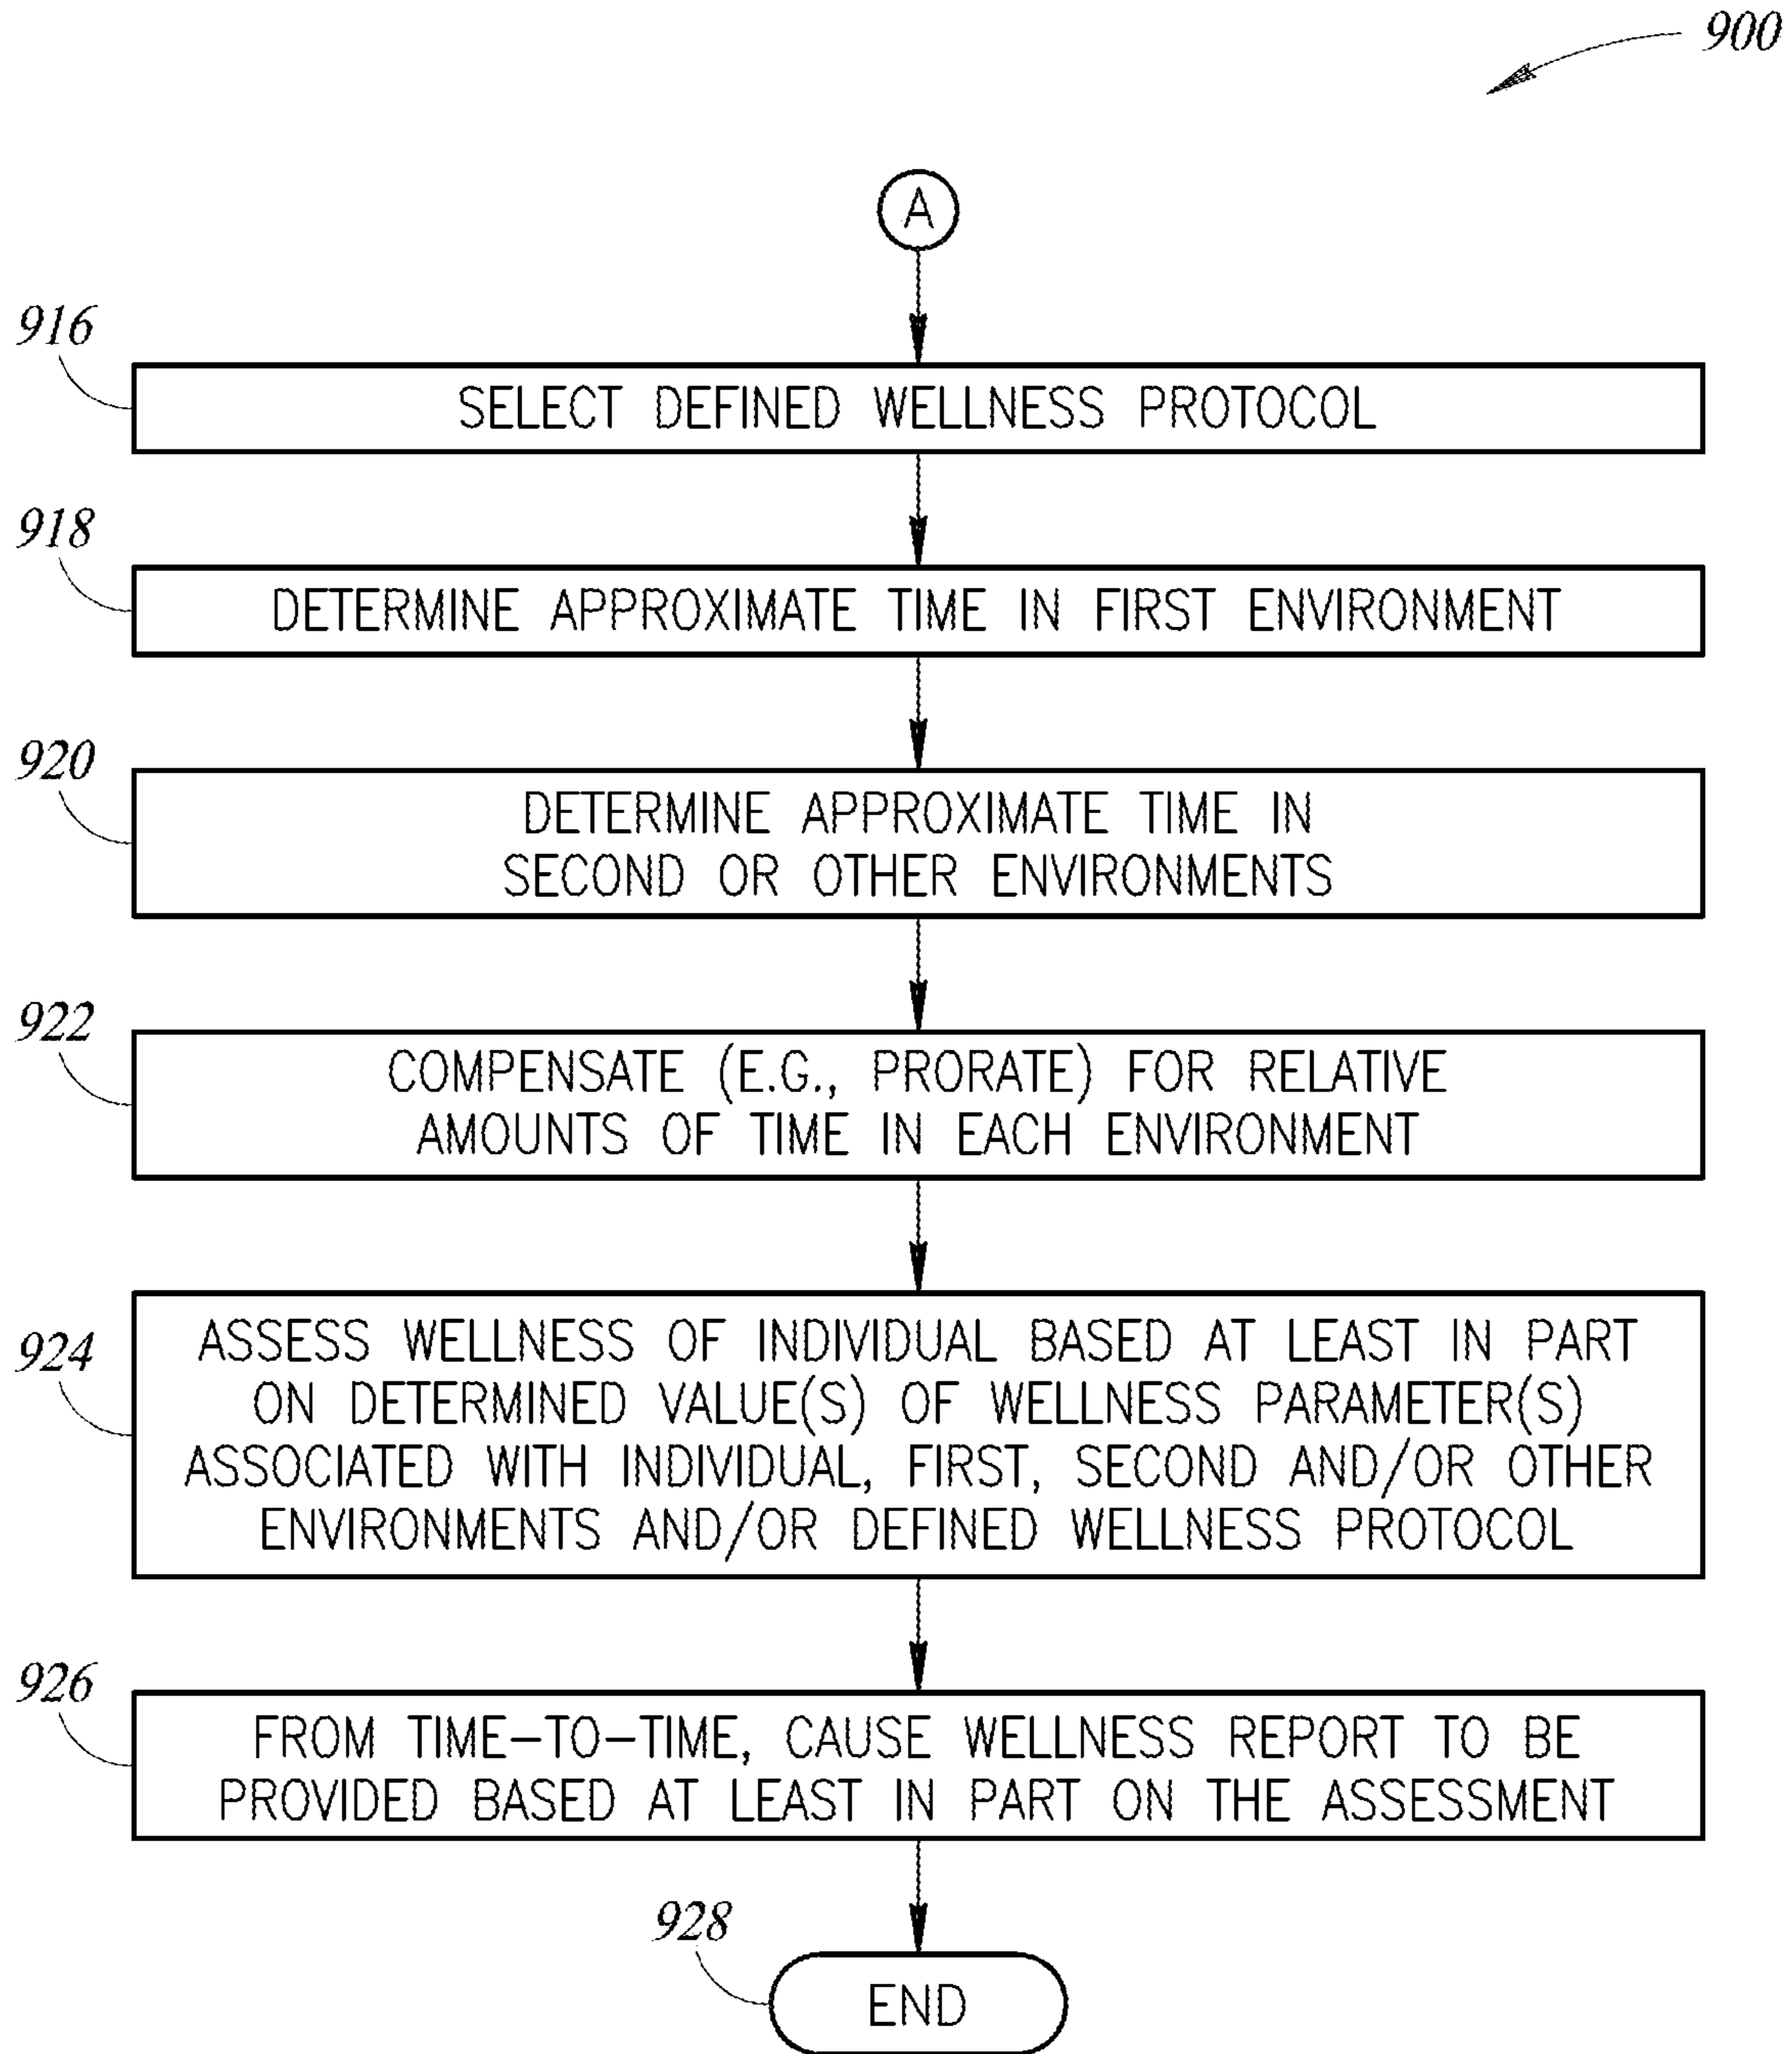 900
A
916
SELECT DEFINED WELLNESS PROTOCOL
918
DETERMINE APPROXIMATE TIME IN FIRST ENVIRONMENT
920
DETERMINE APPROXIMATE TIME IN
SECOND OR OTHER ENVIRONMENTS
922
COMPENSATE (E.G., PRORATE) FOR RELATIVE
AMOUNTS OF TIME IN EACH ENVIRONMENT
924
ASSESS WELLNESS OF INDIVIDUAL BASED AT LEAST IN PART
ON DETERMINED VALUE(S) OF WELLNESS PARAMETER(S)
ASSOCIATED WITH INDIVIDUAL, FIRST, SECOND AND/OR OTHER
ENVIRONMENTS AND/OR DEFINED WELLNESS PROTOCOL
926
FROM TIME-TO-TIME, CAUSE WELLNESS REPORT TO BE
PROVIDED BASED AT LEAST IN PART ON THE ASSESSMENT
928
END